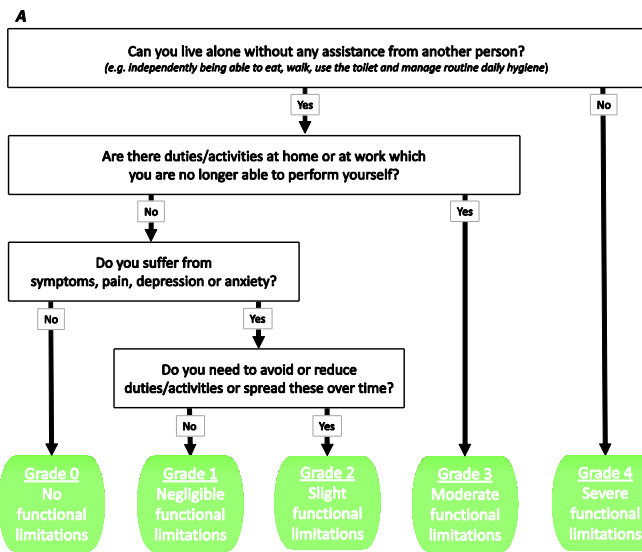 A
Can you live alone without any assistance from another person?
(e.g. independently being able to eat, walk, use the toilet and manage routine daily hygiene)
Yes
No
Are there duties/activities at home or at work which
you are no longer able to perform yourself?
No
Yes
Do you suffer from
symptoms, pain, depression or anxiety?
No
Yes
Do you need to avoid or reduce
duties/activities or spread these over time?
No
Yes
Grade 0
No
functional
limitations
Grade 1
Negligible
functional
limitations
Grade 2
Slight
functional
limitations
Grade 3
Moderate
functional
limitations
Grade 4
Severe
functional
limitations